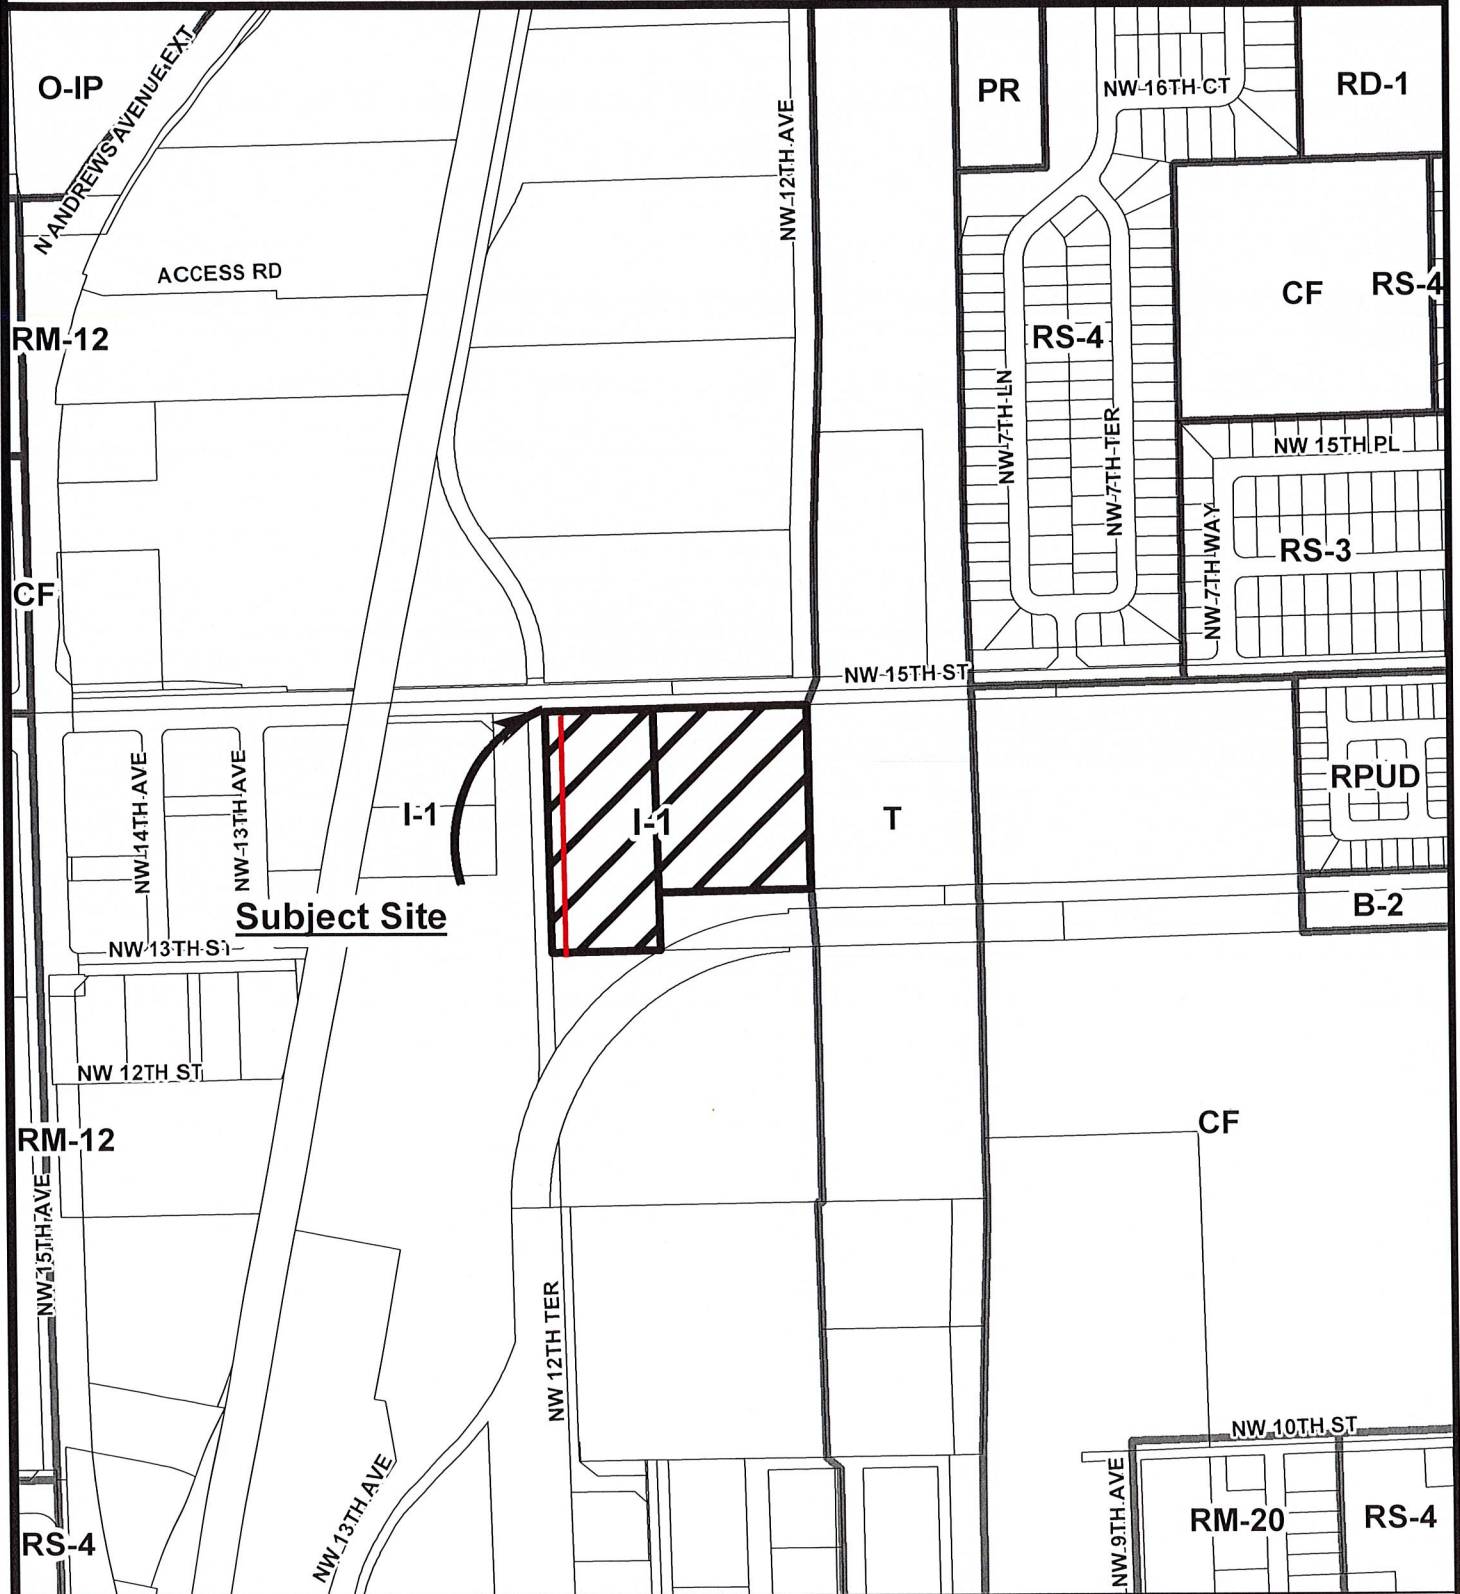 N ANDREWS AVENUE EXT
O-IP
PR
NW 16TH CT
RD-1
NW 12TH AVE
ACCESS RD
CF
RS-4
RM-12
RS-4
NW 7TH LN
NW 7TH TER
NW 15TH PL
NW 7TH WAY
RS-3
CF
NW 15TH ST
NW 14TH AVE
NW 13TH AVE
I-1
I-1
T
RPUD
Subject Site
B-2
NW 13TH ST
NW 12TH ST
RM-12
CF
NW 15TH AVE
NW 12TH TER
NW 10TH ST
NW 13TH AVE
NW 9TH AVE
RM-20
RS-4
RS-4